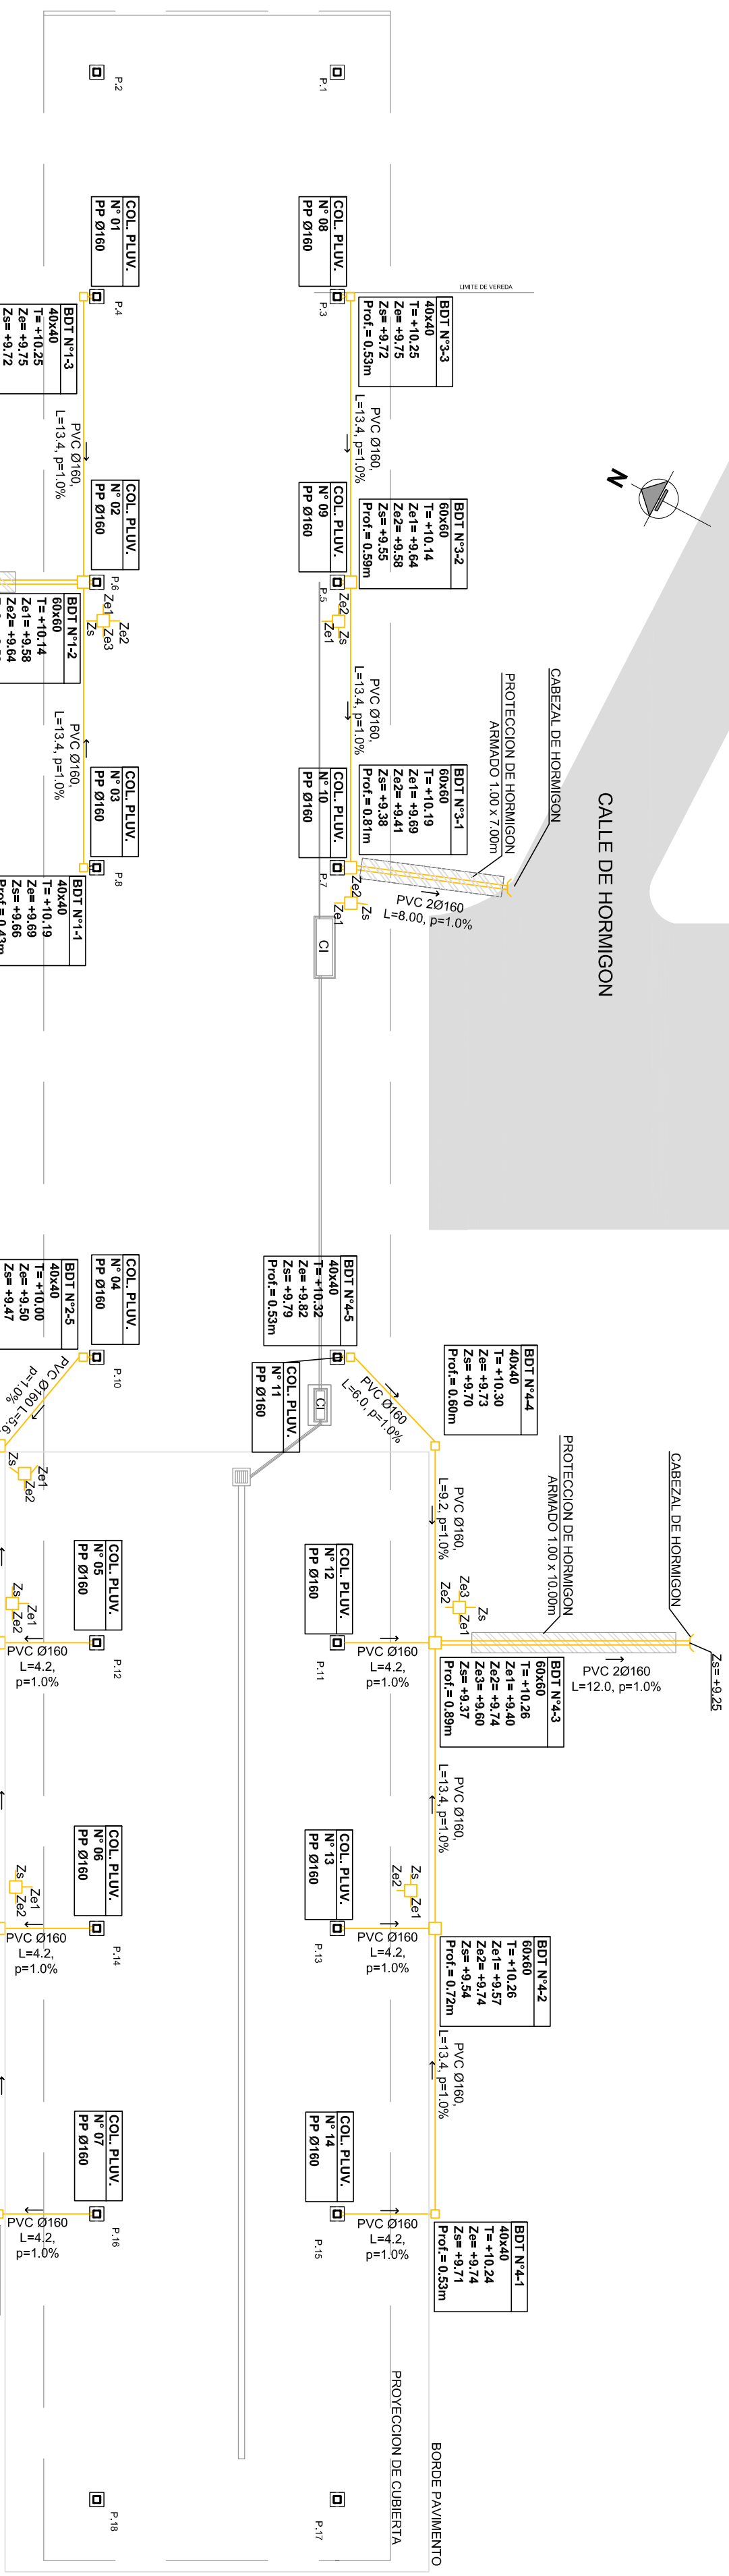 P.2
P.1
COL. PLUV.
N° 01
PP Ø160
COL. PLUV.
N° 08
PP Ø160
LIMITE DE VEREDA
P.4
P.3
BDT N°1-3
40x40
T= +10.25
Ze= +9.75
Zs= +9.72
BDT N°3-3
40x40
T= +10.25
Ze= +9.75
Zs= +9.72
Prof.= 0.53m
PVC Ø160,
L=13.4, p=1.0%
PVC Ø160,
L=13.4, p=1.0%
N
COL. PLUV.
N° 02
PP Ø160
COL. PLUV.
N° 09
PP Ø160
BDT N°3-2
60x60
T= +10.14
Ze1= +9.64
Ze2= +9.58
Zs= +9.55
Prof.= 0.59m
P.6
P.5
Ze1
Ze2
Zs
Ze3
Ze2
Zs
Ze1
BDT N°1-2
60x60
T= +10.14
Ze1= +9.58
Ze2= +9.64
PVC Ø160,
L=13.4, p=1.0%
PVC Ø160,
L=13.4, p=1.0%
PROTECCION DE HORMIGON
ARMADO 1.00 x 7.00m
CABEZAL DE HORMIGON
CALLE DE HORMIGON
COL. PLUV.
N° 03
PP Ø160
COL. PLUV.
N° 10
PP Ø160
BDT N°3-1
60x60
T= +10.19
Ze1= +9.69
Ze2= +9.41
Zs= +9.38
Prof.= 0.81m
P.8
P.7
BDT N°1-1
40x40
T= +10.19
Ze= +9.69
Zs= +9.66
Prof.= 0.43m
Ze2
Zs
Ze1
PVC 2Ø160
L=8.00, p=1.0%
CI
BDT N°2-5
40x40
T= +10.00
Ze= +9.50
Zs= +9.47
COL. PLUV.
N° 04
PP Ø160
BDT N°4-5
40x40
T= +10.32
Ze= +9.82
Zs= +9.79
Prof.= 0.53m
P.10
COL. PLUV.
N° 11
PP Ø160
CI
PVC Ø160 L=5.6,
p=1.0%
PVC Ø160
L=6.0, p=1.0%
BDT N°4-4
40x40
T= +10.30
Ze= +9.73
Zs= +9.70
Prof.= 0.60m
PROTECCION DE HORMIGON
ARMADO 1.00 x 10.00m
CABEZAL DE HORMIGON
Zs
Ze1
Ze2
PVC Ø160,
L=9.2, p=1.0%
COL. PLUV.
N° 05
PP Ø160
COL. PLUV.
N° 12
PP Ø160
Zs
Ze1
Ze2
Ze3
Zs
Ze2
Ze1
PVC Ø160
L=4.2,
p=1.0%
P.12
P.11
PVC Ø160
L=4.2,
p=1.0%
BDT N°4-3
60x60
T= +10.26
Ze1= +9.40
Ze2= +9.74
Ze3= +9.60
Zs= +9.37
Prof.= 0.89m
PVC 2Ø160
L=12.0, p=1.0%
Zs= +9.25
PVC Ø160,
L=13.4, p=1.0%
COL. PLUV.
N° 06
PP Ø160
COL. PLUV.
N° 13
PP Ø160
Zs
Ze1
Ze2
Zs
Ze2
Ze1
PVC Ø160
L=4.2,
p=1.0%
P.14
P.13
PVC Ø160
L=4.2,
p=1.0%
BDT N°4-2
60x60
T= +10.26
Ze1= +9.57
Ze2= +9.74
Zs= +9.54
Prof.= 0.72m
PVC Ø160,
L=13.4, p=1.0%
COL. PLUV.
N° 07
PP Ø160
COL. PLUV.
N° 14
PP Ø160
PVC Ø160
L=4.2,
p=1.0%
P.16
P.15
PVC Ø160
L=4.2,
p=1.0%
BDT N°4-1
40x40
T= +10.24
Ze= +9.74
Zs= +9.71
Prof.= 0.53m
PROYECCION DE CUBIERTA
BORDE PAVIMENTO
P.18
P.17